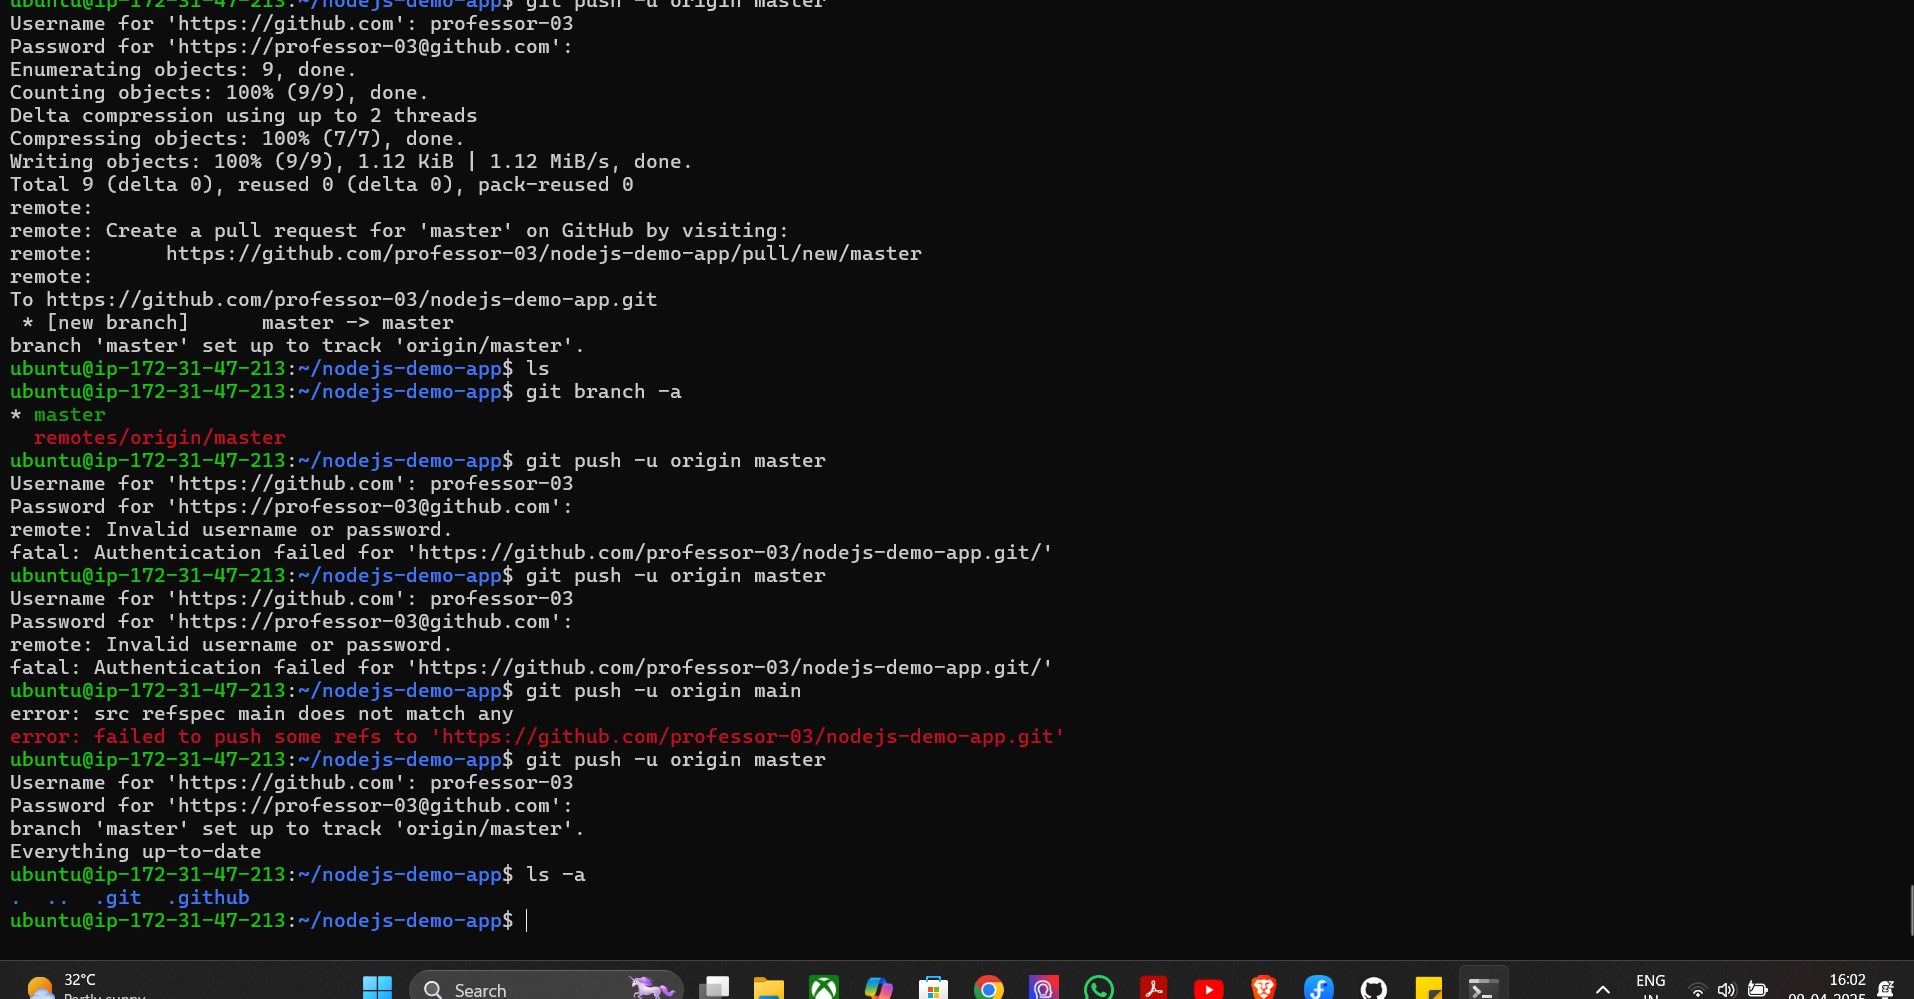 ubuntu@ip-172-31-47-213:~/nodejs-demo-app$ git push -u origin master
Username for 'https://github.com': professor-03
Password for 'https://professor-03@github.com':
Enumerating objects: 9, done.
Counting objects: 100% (9/9), done.
Delta compression using up to 2 threads
Compressing objects: 100% (7/7), done.
Writing objects: 100% (9/9), 1.12 KiB | 1.12 MiB/s, done.
Total 9 (delta 0), reused 0 (delta 0), pack-reused 0
remote:
remote: Create a pull request for 'master' on GitHub by visiting:
remote:      https://github.com/professor-03/nodejs-demo-app/pull/new/master
remote:
To https://github.com/professor-03/nodejs-demo-app.git
 * [new branch]      master -> master
branch 'master' set up to track 'origin/master'.
ubuntu@ip-172-31-47-213:~/nodejs-demo-app$ ls
ubuntu@ip-172-31-47-213:~/nodejs-demo-app$ git branch -a
* master
  remotes/origin/master
ubuntu@ip-172-31-47-213:~/nodejs-demo-app$ git push -u origin master
Username for 'https://github.com': professor-03
Password for 'https://professor-03@github.com':
remote: Invalid username or password.
fatal: Authentication failed for 'https://github.com/professor-03/nodejs-demo-app.git/'
ubuntu@ip-172-31-47-213:~/nodejs-demo-app$ git push -u origin master
Username for 'https://github.com': professor-03
Password for 'https://professor-03@github.com':
remote: Invalid username or password.
fatal: Authentication failed for 'https://github.com/professor-03/nodejs-demo-app.git/'
ubuntu@ip-172-31-47-213:~/nodejs-demo-app$ git push -u origin main
error: src refspec main does not match any
error: failed to push some refs to 'https://github.com/professor-03/nodejs-demo-app.git'
ubuntu@ip-172-31-47-213:~/nodejs-demo-app$ git push -u origin master
Username for 'https://github.com': professor-03
Password for 'https://professor-03@github.com':
branch 'master' set up to track 'origin/master'.
Everything up-to-date
ubuntu@ip-172-31-47-213:~/nodejs-demo-app$ ls -a
.  ..  .git  .github
ubuntu@ip-172-31-47-213:~/nodejs-demo-app$
32°C
Partly sunny
Search
ENG
IN
16:02